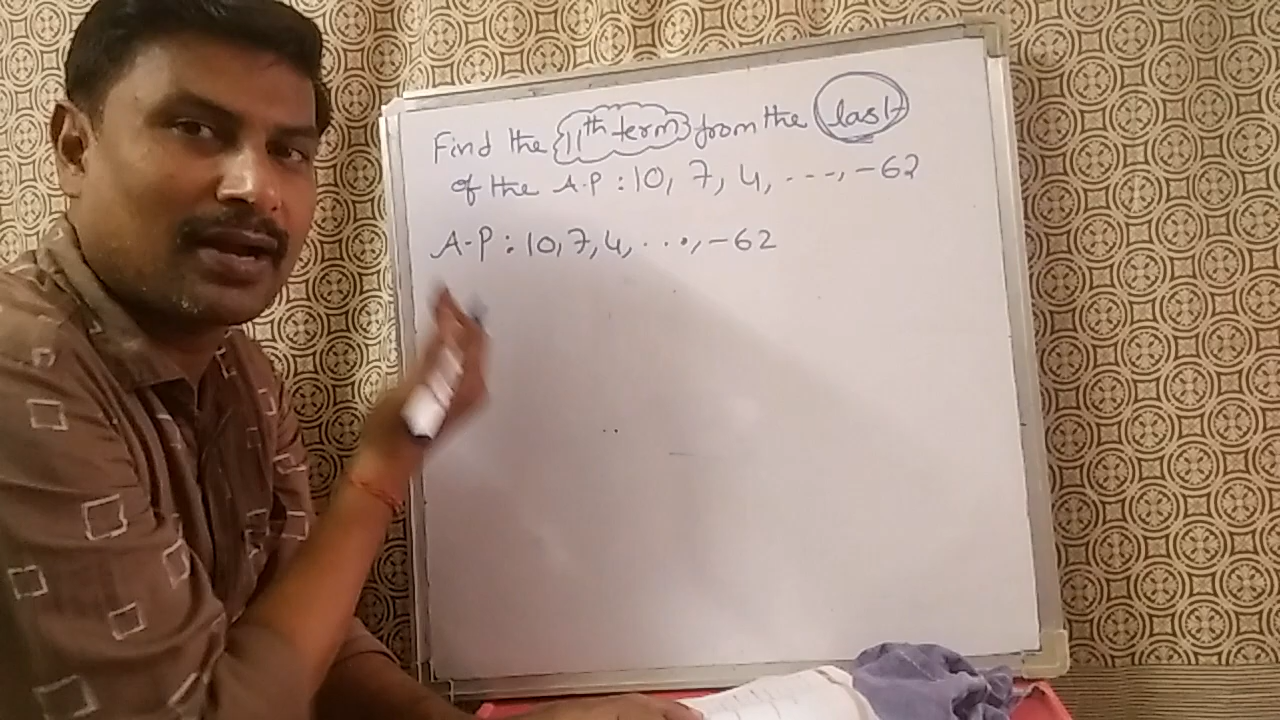 Find the 11th term from the last
of the A.P : 10, 7, 4, ----, -62
A.P : 10, 7, 4, ...., -62